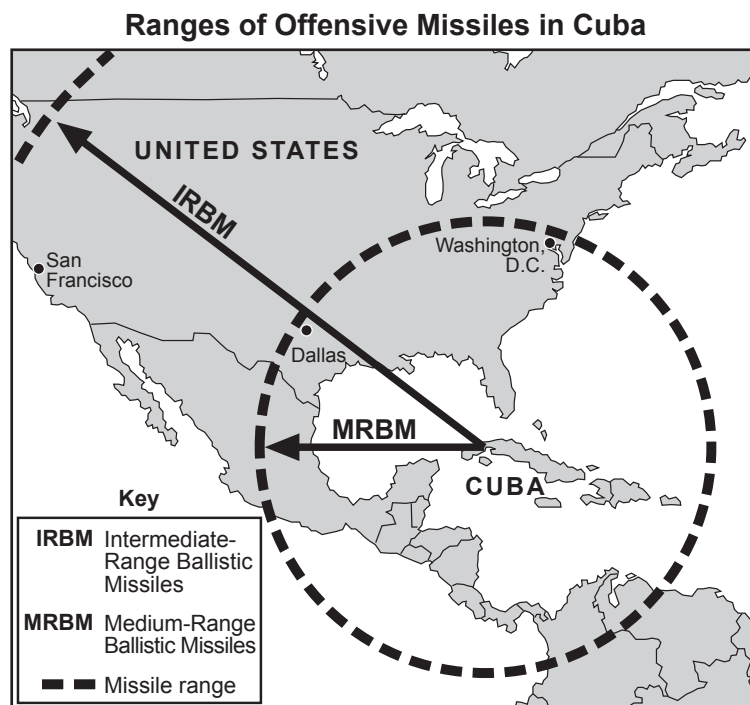 Ranges of Offensive Missiles in Cuba
UNITED STATES
IRBM
Washington,
D.C.
San
Francisco
Dallas
MRBM
CUBA
Key
IRBM Intermediate-
Range Ballistic
Missiles
MRBM Medium-Range
Ballistic Missiles
Missile range